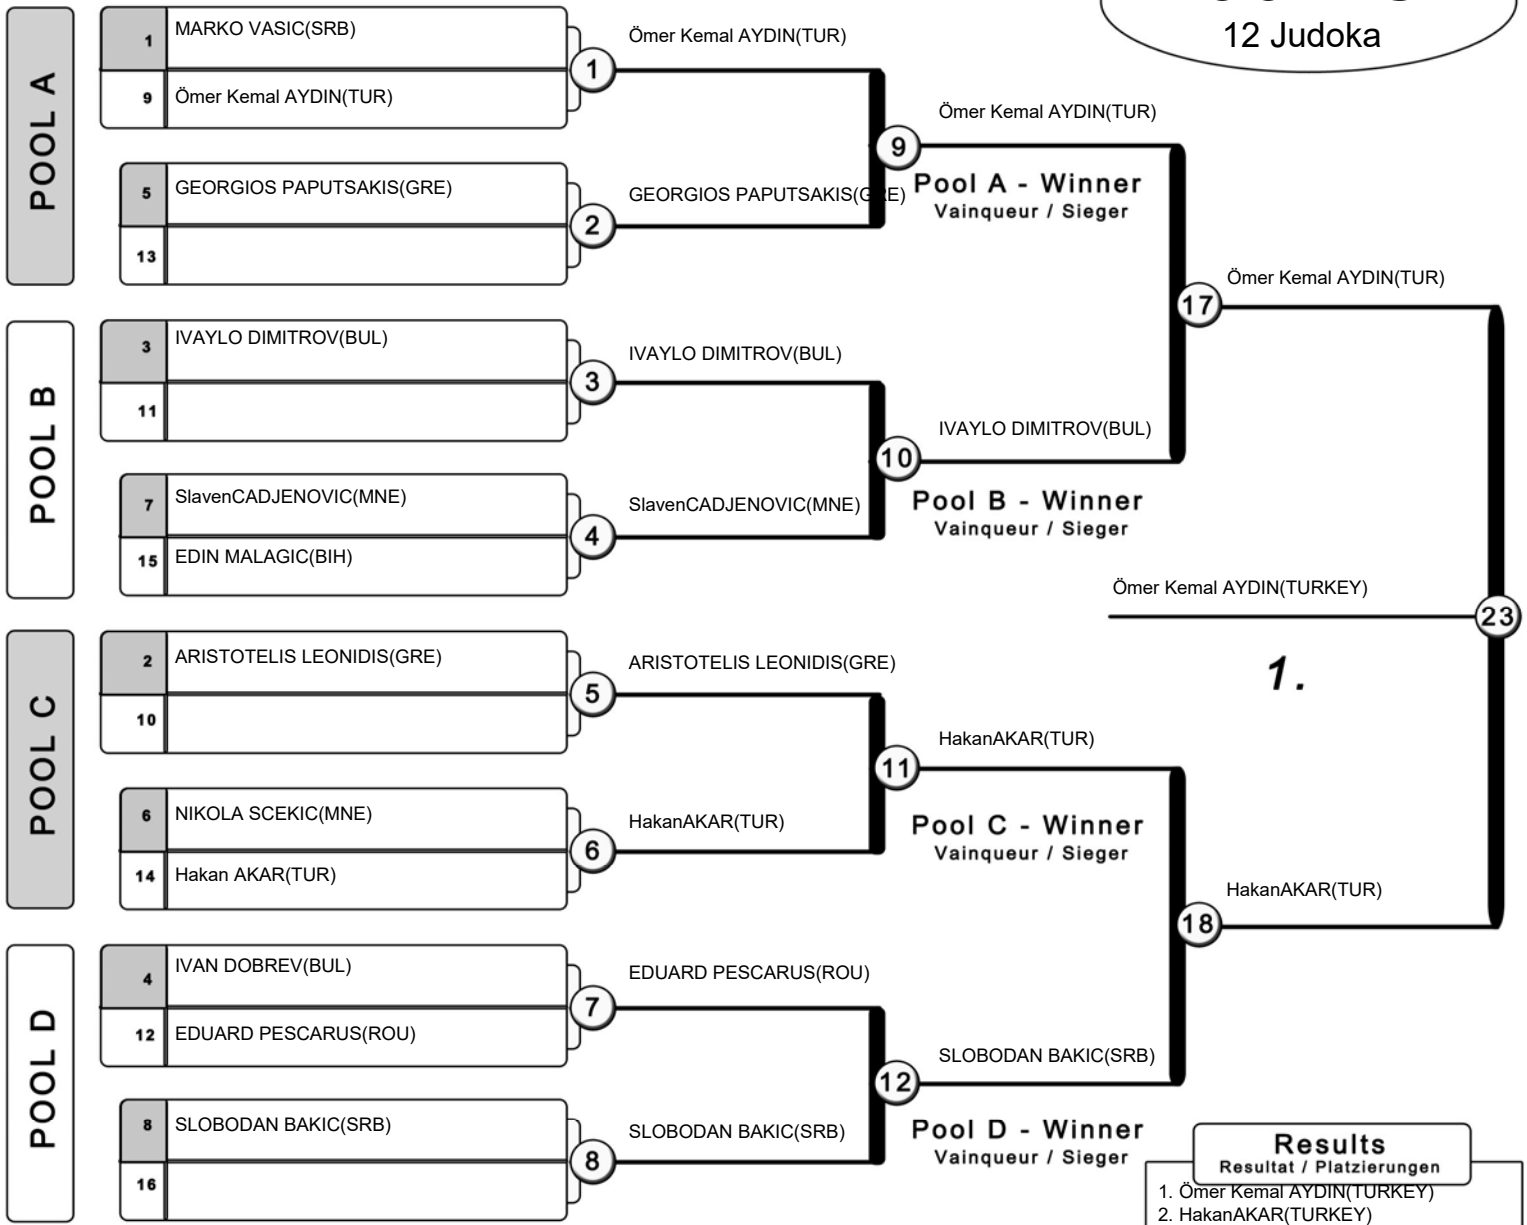 12 Judoka
POOL A
1 MARKO VASIC(SRB)
9 Ömer Kemal AYDIN(TUR)
1
Ömer Kemal AYDIN(TUR)
5 GEORGIOS PAPUTSAKIS(GRE)
13
2
GEORGIOS PAPUTSAKIS(GRE)
9
Ömer Kemal AYDIN(TUR)
Pool A - Winner
Vainqueur / Sieger
POOL B
3 IVAYLO DIMITROV(BUL)
11
3
IVAYLO DIMITROV(BUL)
7 SlavenCADJENOVIC(MNE)
15 EDIN MALAGIC(BIH)
4
SlavenCADJENOVIC(MNE)
10
IVAYLO DIMITROV(BUL)
Pool B - Winner
Vainqueur / Sieger
17
Ömer Kemal AYDIN(TUR)
Ömer Kemal AYDIN(TURKEY)
23
1.
POOL C
2 ARISTOTELIS LEONIDIS(GRE)
10
5
ARISTOTELIS LEONIDIS(GRE)
6 NIKOLA SCEKIC(MNE)
14 Hakan AKAR(TUR)
6
HakanAKAR(TUR)
11
HakanAKAR(TUR)
Pool C - Winner
Vainqueur / Sieger
18
HakanAKAR(TUR)
POOL D
4 IVAN DOBREV(BUL)
12 EDUARD PESCARUS(ROU)
7
EDUARD PESCARUS(ROU)
8 SLOBODAN BAKIC(SRB)
16
8
SLOBODAN BAKIC(SRB)
12
SLOBODAN BAKIC(SRB)
Pool D - Winner
Vainqueur / Sieger
Results
Resultat / Platzierungen
1. Ömer Kemal AYDIN(TURKEY)
2. HakanAKAR(TURKEY)